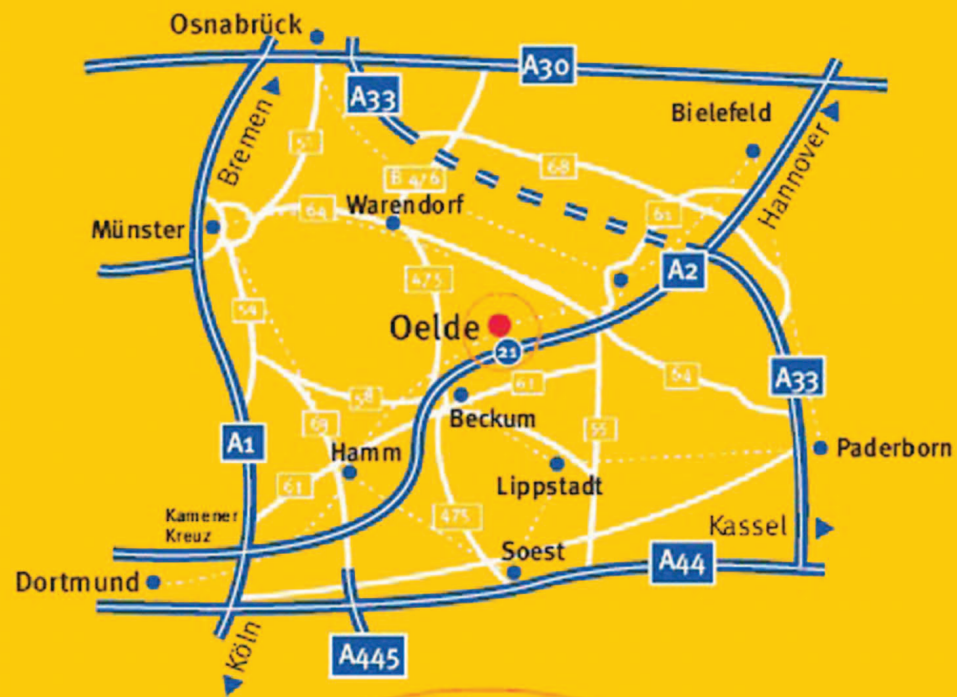 Osnabrück
A30
A33
Bielefeld
Bremen
51
68
Hannover
B 476
64
Warendorf
61
Münster
A2
475
54
Oelde
21
A33
64
61
58
Beckum
63
55
A1
Hamm
Paderborn
Lippstadt
61
Kamener
Kreuz
475
Kassel
Soest
A44
Dortmund
Köln
A445